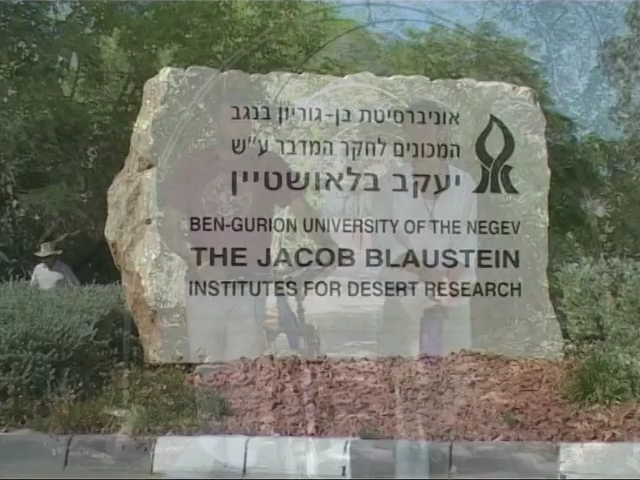 אוניברסיטת בן-גוריון בנגב
המכונים לחקר המדבר ע"ש
יעקב בלאושטיין
BEN-GURION UNIVERSITY OF THE NEGEV
THE JACOB BLAUSTEIN
INSTITUTES FOR DESERT RESEARCH